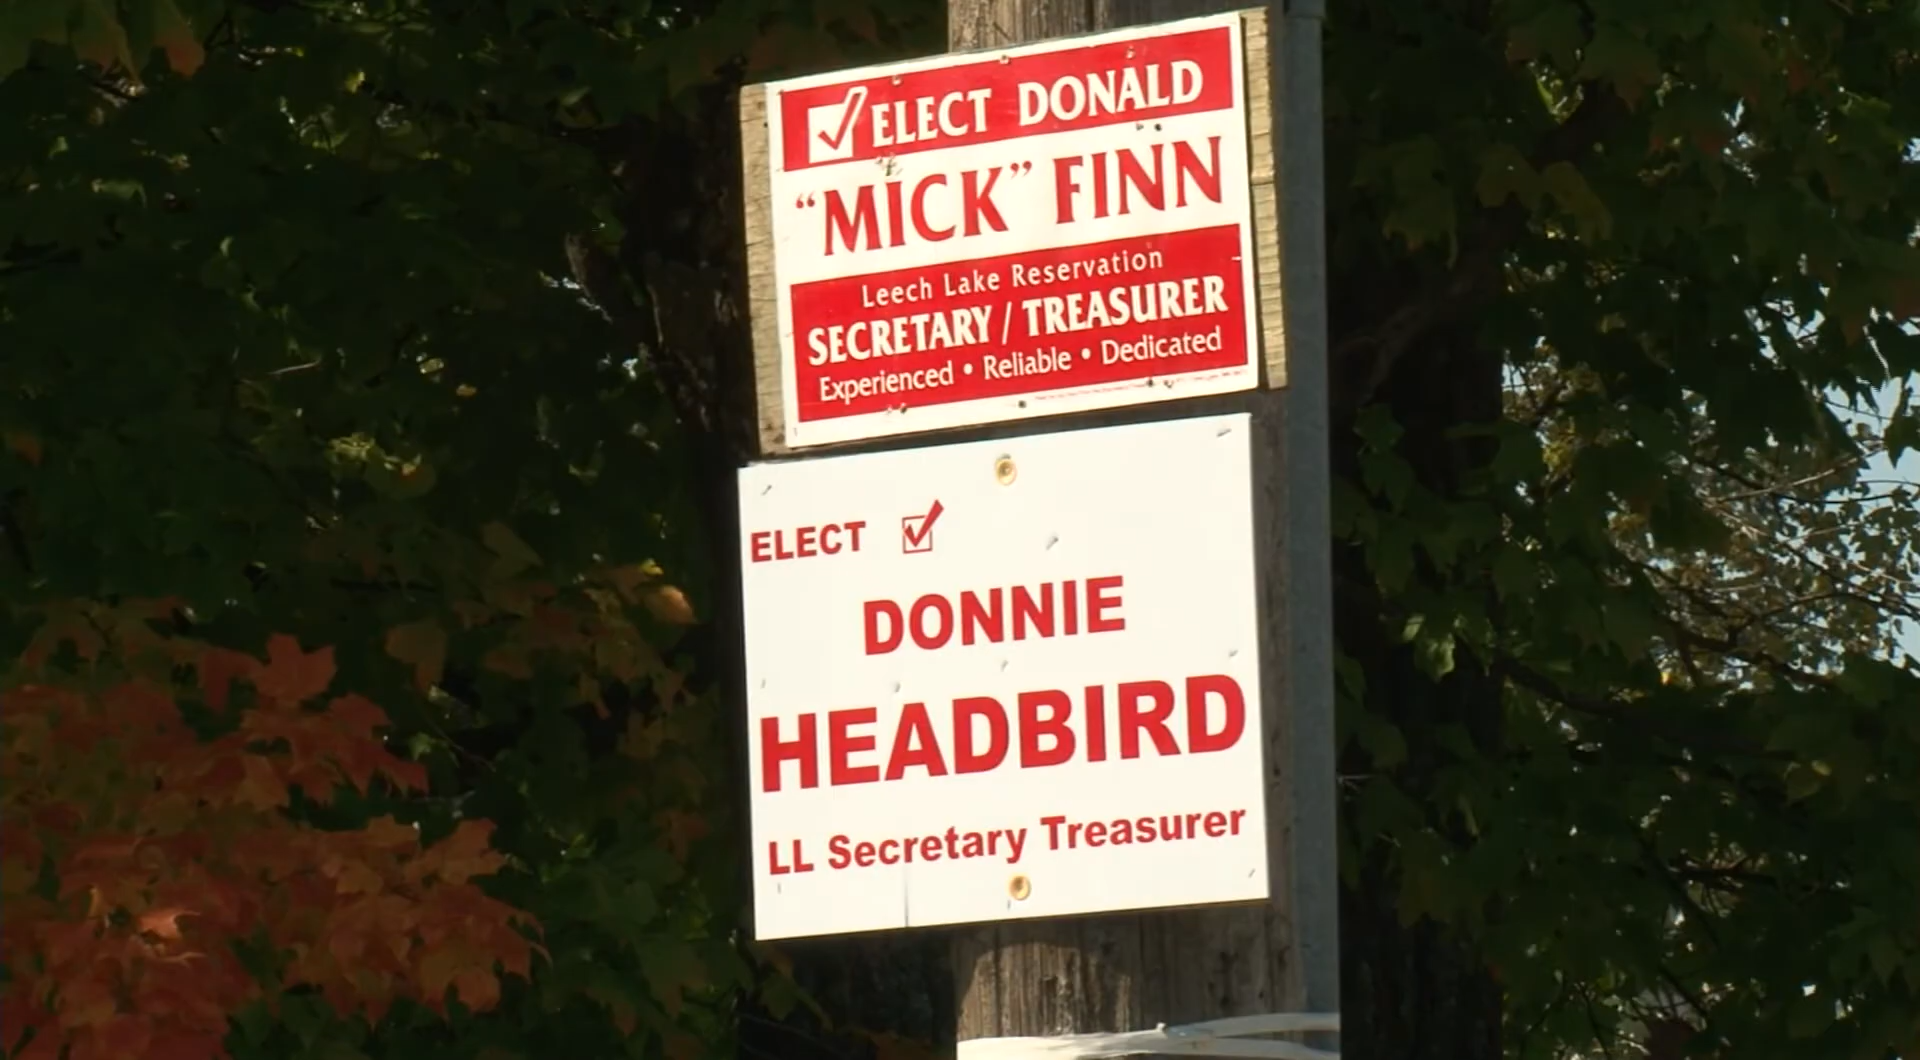 ELECT DONALD
"MICK" FINN
Leech Lake Reservation
SECRETARY / TREASURER
Experienced • Reliable • Dedicated
ELECT
DONNIE
HEADBIRD
LL Secretary Treasurer